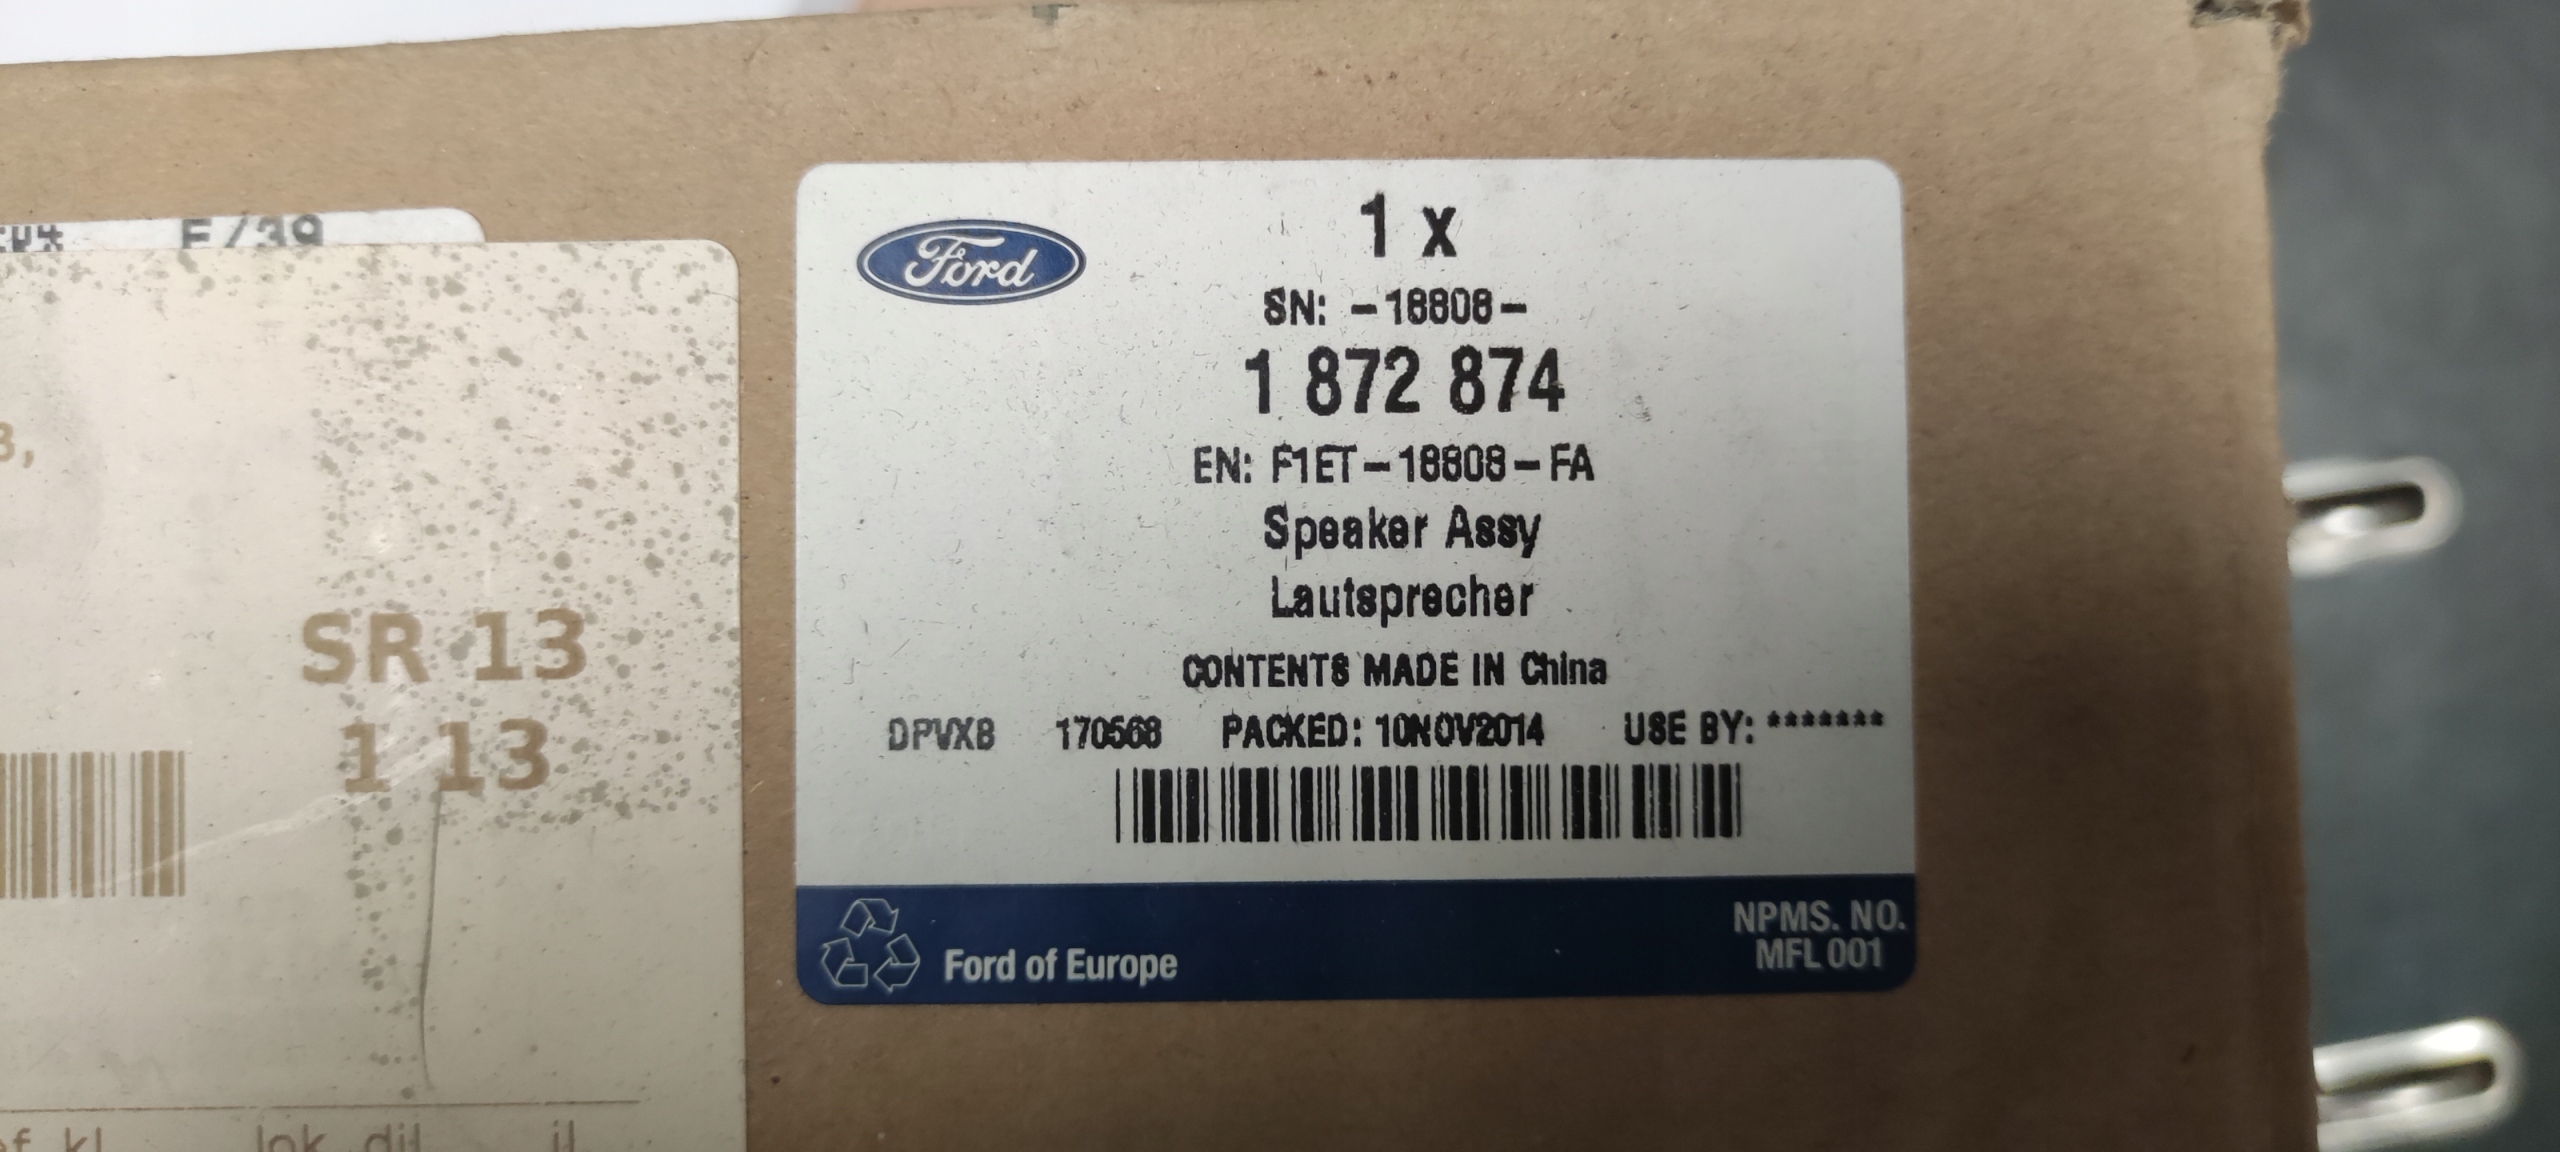 E/39
SR 13
1 13
Ford
1 x
SN: -18808-
1 872 874
EN: F1ET-18808-FA
Speaker Assy
Lautsprecher
CONTENTS MADE IN China
DPVXB 170568 PACKED: 10NOV2014 USE BY: *******
Ford of Europe
NPMS. NO.
MFL 001